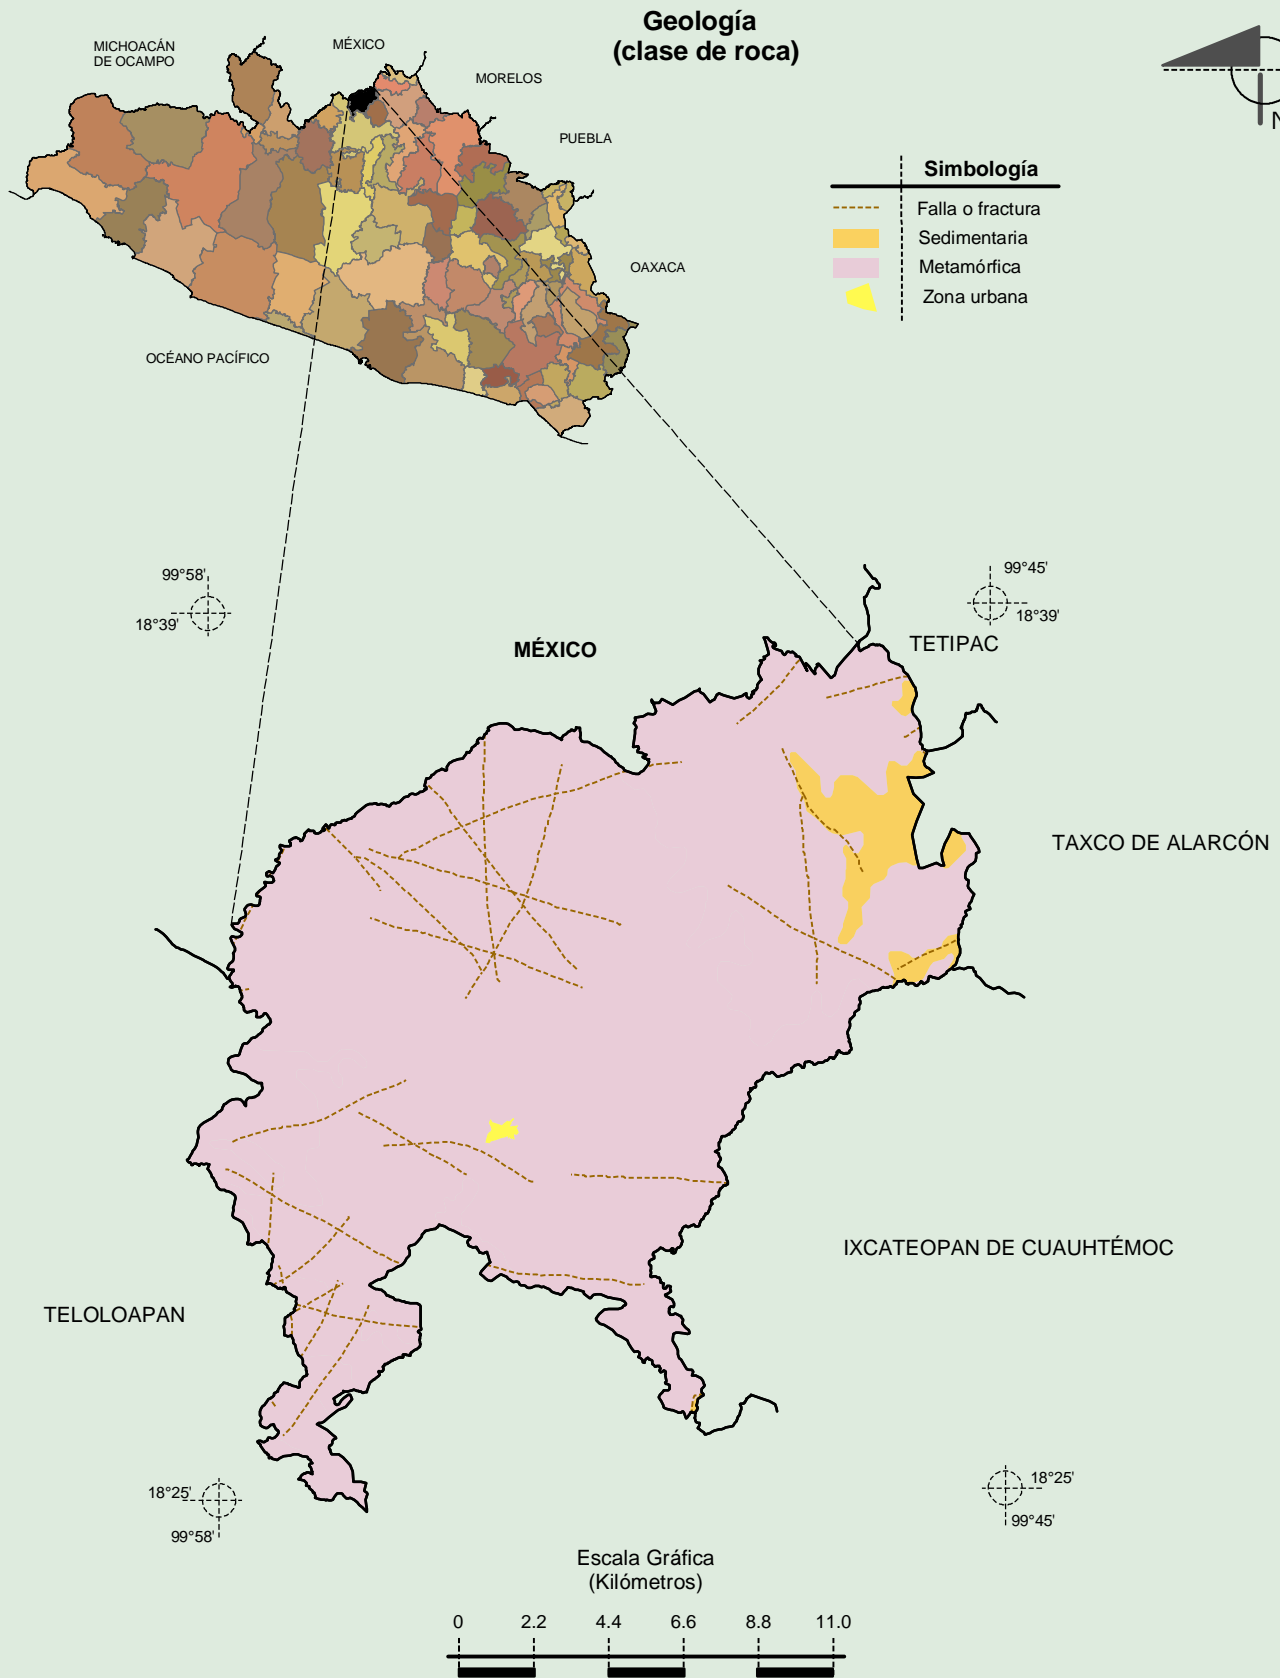 Geología
(clase de roca)
MICHOACÁN
DE OCAMPO
MÉXICO
MORELOS
PUEBLA
OAXACA
OCÉANO PACÍFICO
N
Simbología
Falla o fractura
Sedimentaria
Metamórfica
Zona urbana
99°58'
18°39'
99°45'
18°39'
MÉXICO
TETIPAC
TAXCO DE ALARCÓN
IXCATEOPAN DE CUAUHTÉMOC
TELOLOAPAN
18°25'
99°58'
18°25'
99°45'
Escala Gráfica
(Kilómetros)
0 2.2 4.4 6.6 8.8 11.0